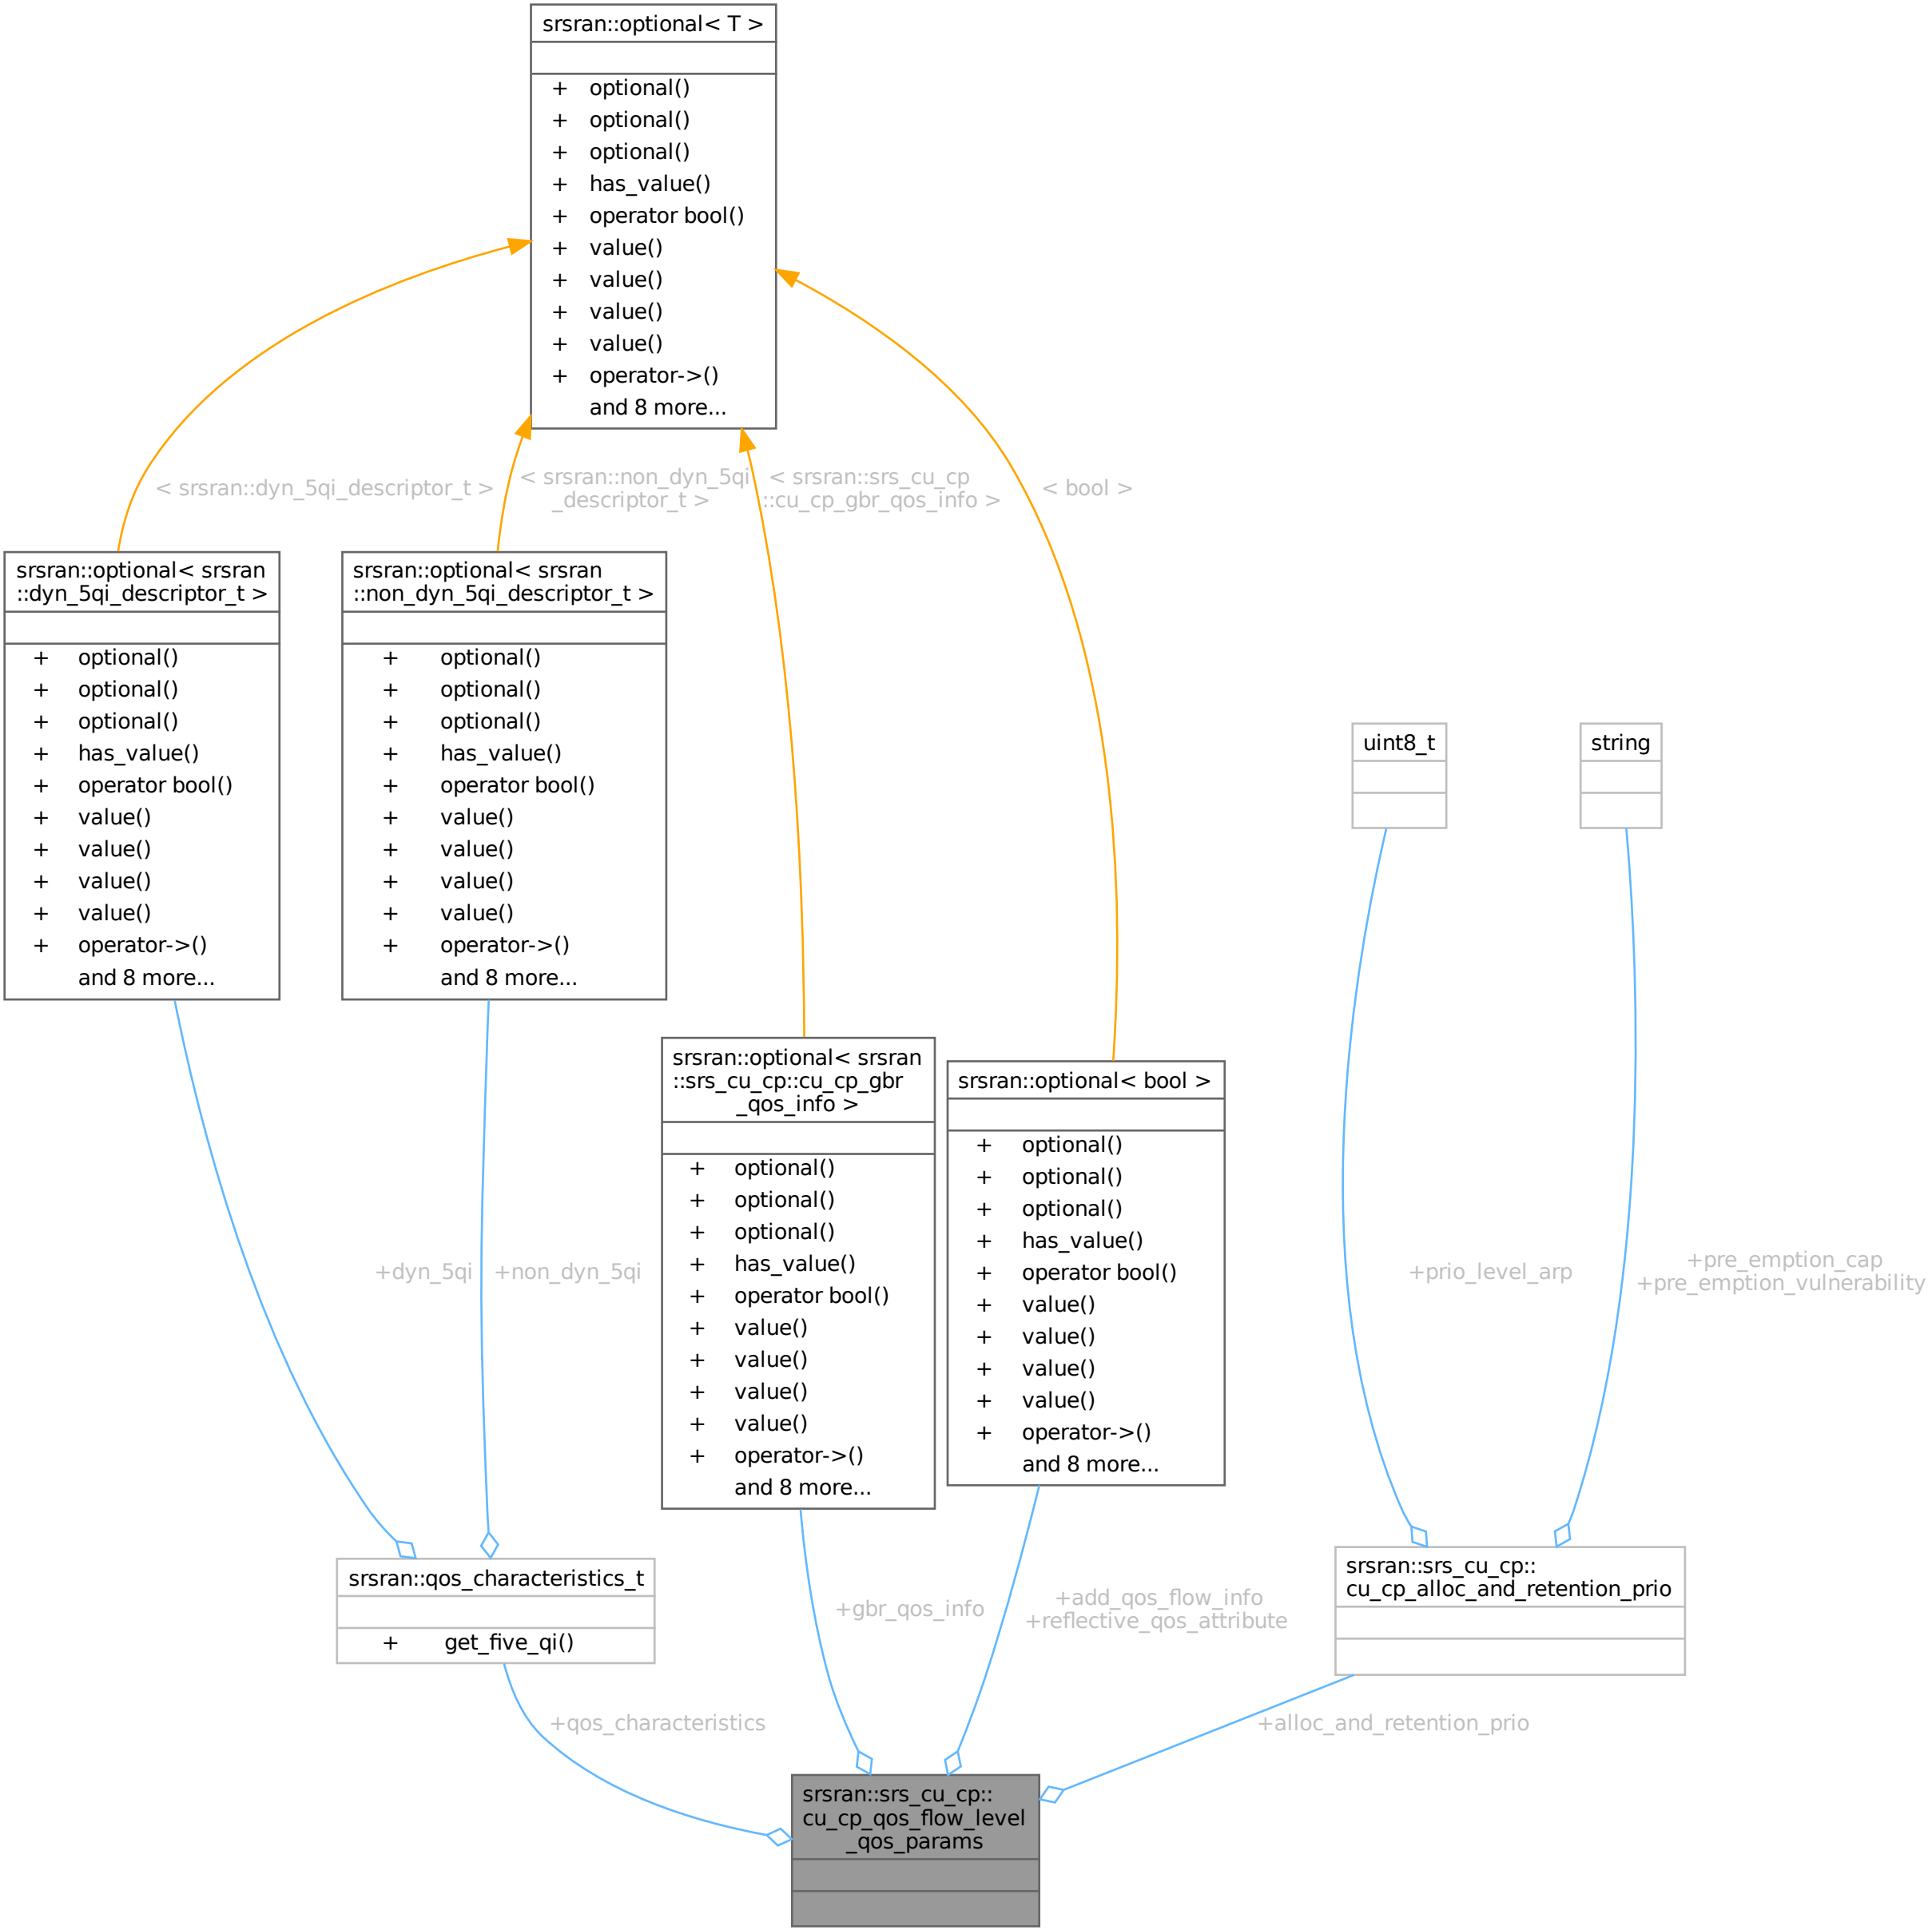 srsran::optional< T >
+ optional()
+ optional()
+ optional()
+ has_value()
+ operator bool()
+ value()
+ value()
+ value()
+ value()
+ operator->()
and 8 more...
< srsran::dyn_5qi_descriptor_t >
< srsran::non_dyn_5qi
_descriptor_t >
< srsran::srs_cu_cp
::cu_cp_gbr_qos_info >
< bool >
srsran::optional< srsran
::dyn_5qi_descriptor_t >
+ optional()
+ optional()
+ optional()
+ has_value()
+ operator bool()
+ value()
+ value()
+ value()
+ value()
+ operator->()
and 8 more...
srsran::optional< srsran
::non_dyn_5qi_descriptor_t >
+ optional()
+ optional()
+ optional()
+ has_value()
+ operator bool()
+ value()
+ value()
+ value()
+ value()
+ operator->()
and 8 more...
uint8_t
string
srsran::optional< srsran
::srs_cu_cp::cu_cp_gbr
_qos_info >
+ optional()
+ optional()
+ optional()
+ has_value()
+ operator bool()
+ value()
+ value()
+ value()
+ value()
+ operator->()
and 8 more...
srsran::optional< bool >
+ optional()
+ optional()
+ optional()
+ has_value()
+ operator bool()
+ value()
+ value()
+ value()
+ value()
+ operator->()
and 8 more...
+dyn_5qi
+non_dyn_5qi
+prio_level_arp
+pre_emption_cap
+pre_emption_vulnerability
srsran::qos_characteristics_t
+ get_five_qi()
+gbr_qos_info
+add_qos_flow_info
+reflective_qos_attribute
srsran::srs_cu_cp::
cu_cp_alloc_and_retention_prio
+qos_characteristics
+alloc_and_retention_prio
srsran::srs_cu_cp::
cu_cp_qos_flow_level
_qos_params